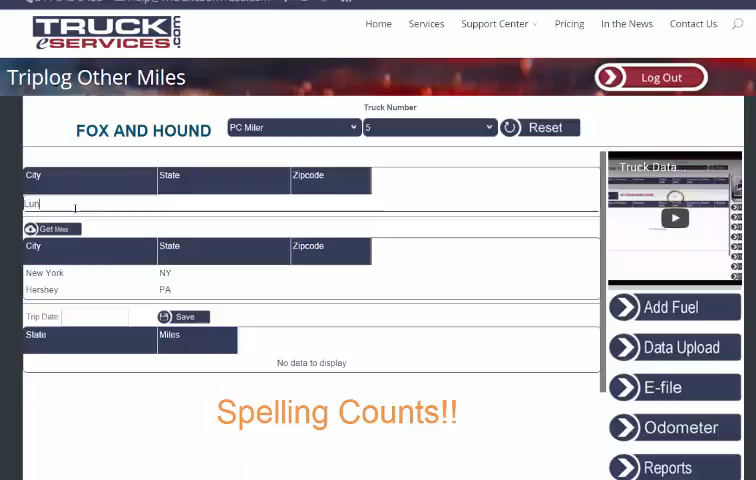 TRUCK
eSERVICES
.COM
Home Services Support Center Pricing In the News Contact Us
Triplog Other Miles
Log Out
Truck Number
FOX AND HOUND
PC Miler
5
Reset
City State Zipcode
Lun
Get Miles
City State Zipcode
New York NY
Hershey PA
Trip Date
Save
State Miles
No data to display
Spelling Counts!!
Truck Data...
Add Fuel
Data Upload
E-file
Odometer
Reports